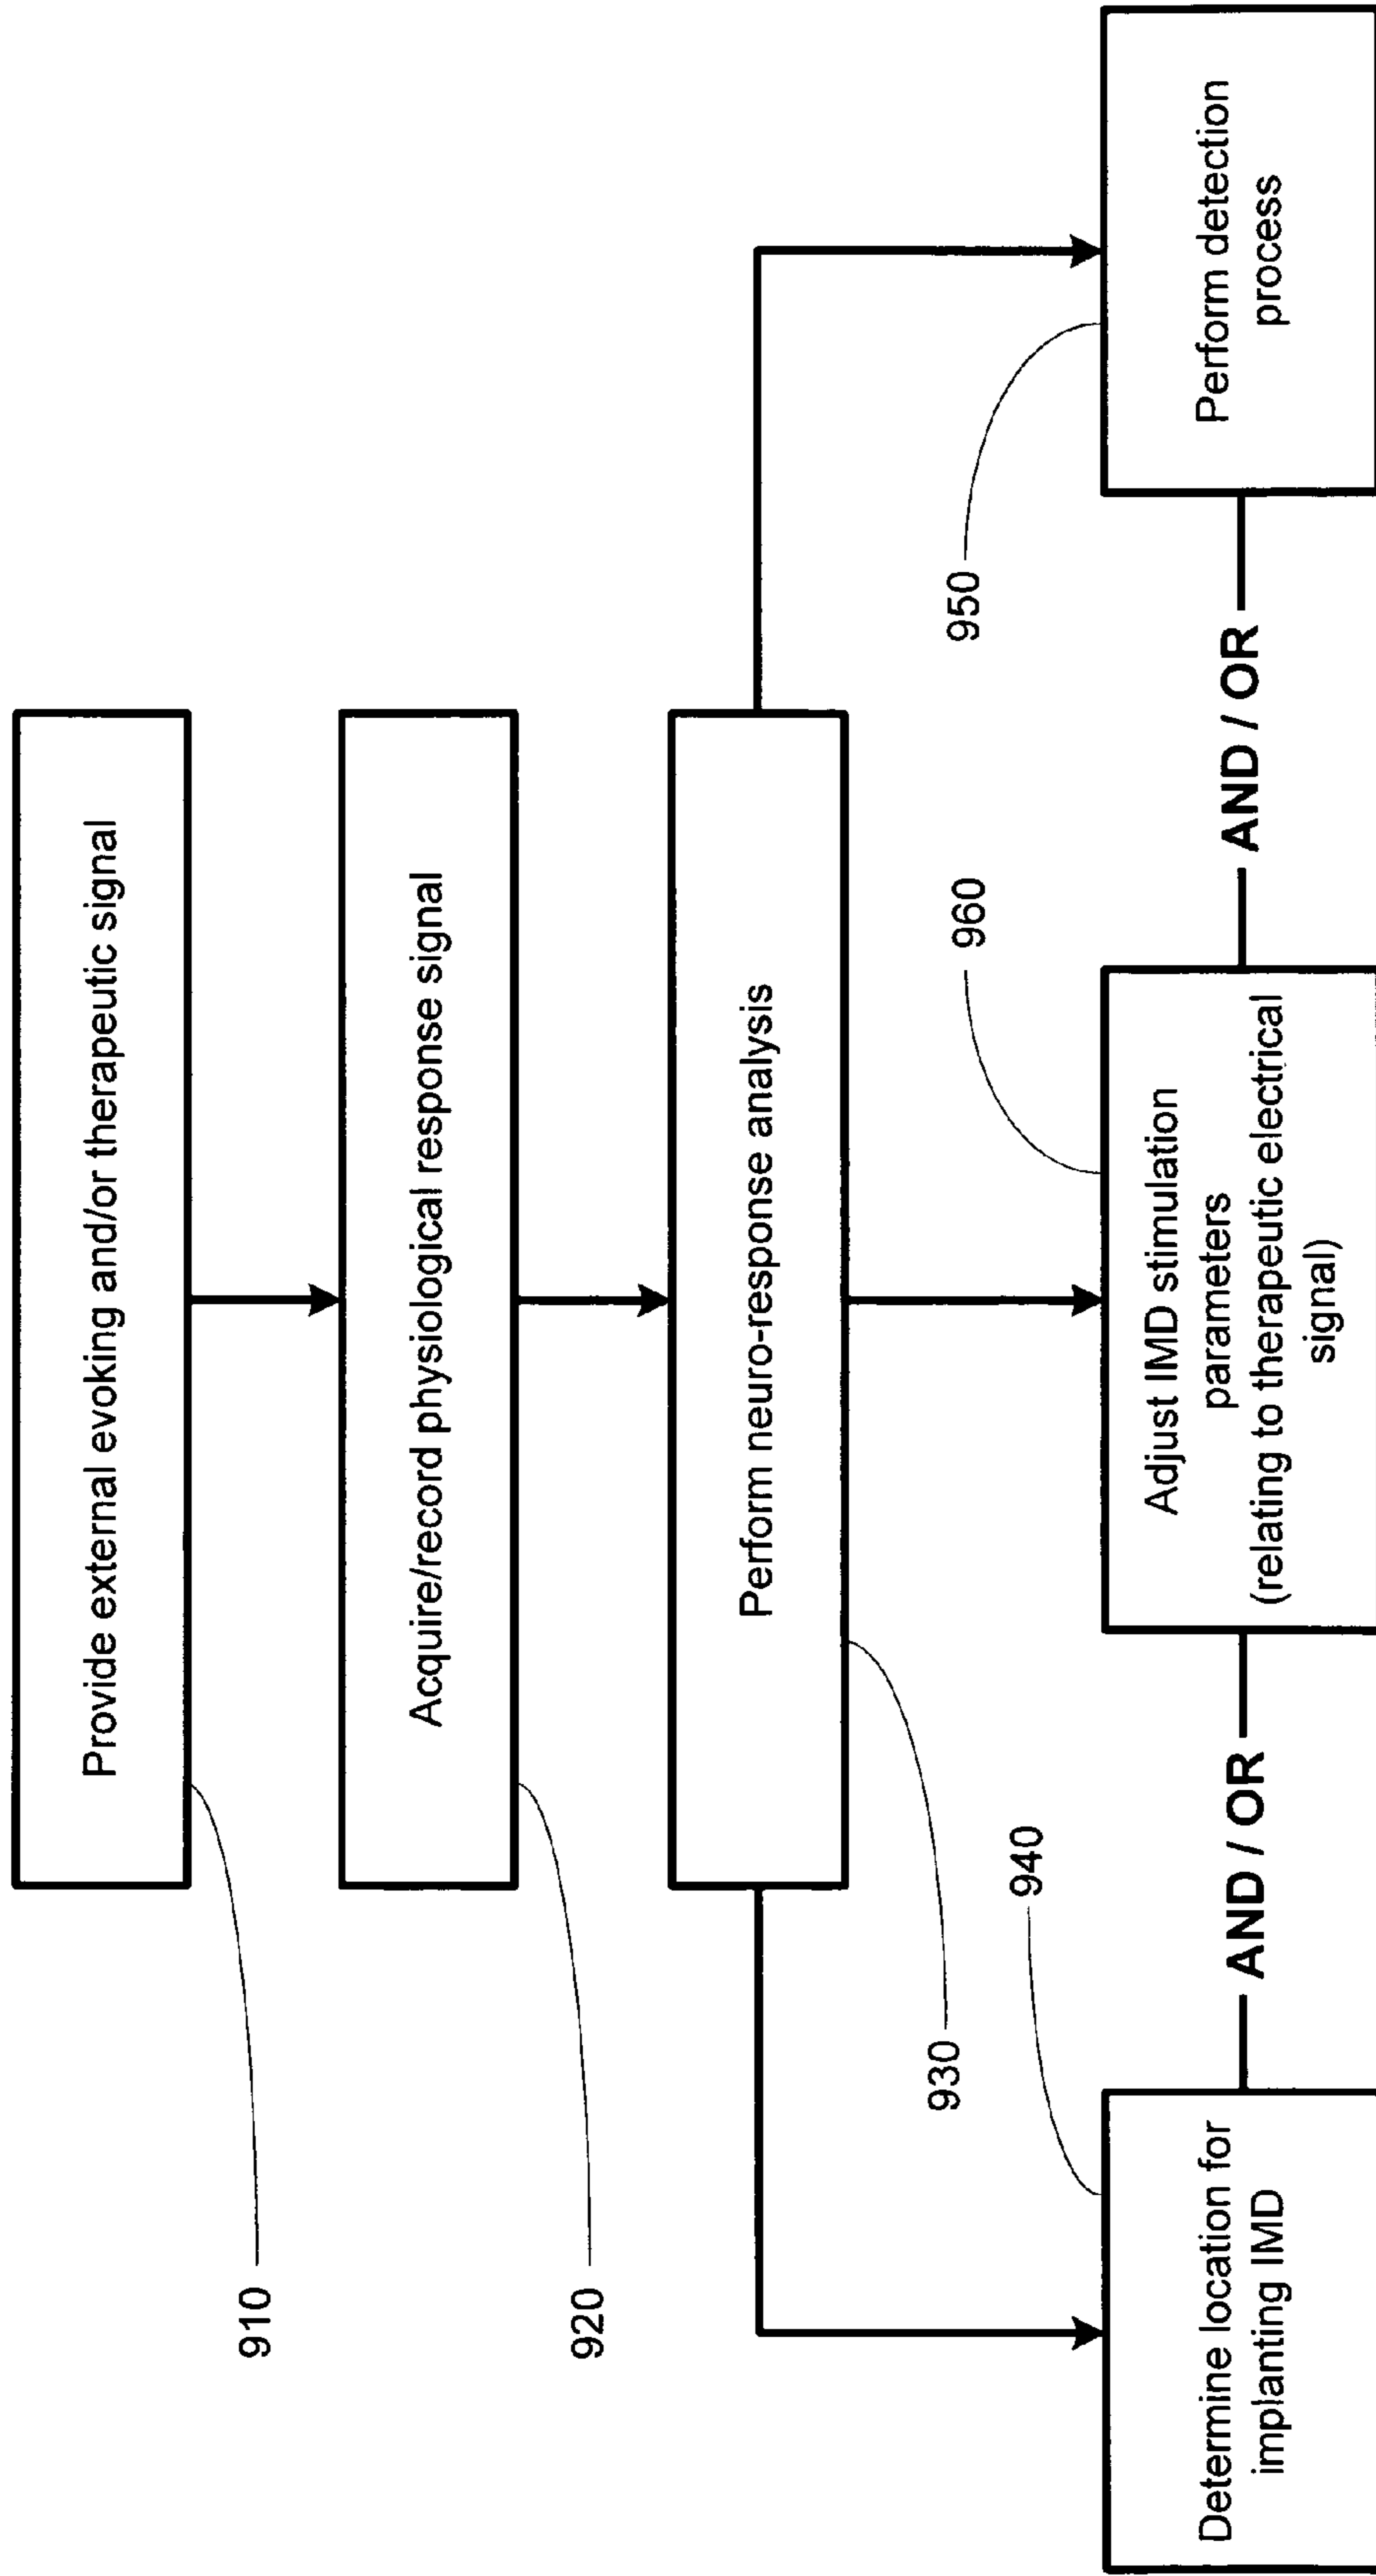 Provide external evoking and/or therapeutic signal
910
Acquire/record physiological response signal
920
Perform neuro-response analysis
930
940
960
950
Determine location for
implanting IMD
AND / OR
Adjust IMD stimulation
parameters
(relating to therapeutic electrical
signal)
AND / OR
Perform detection
process